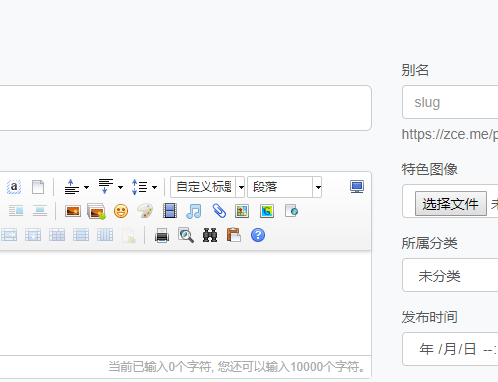 别名
slug
https://zce.me/p
特色图像
选择文件
所属分类
未分类
发布时间
年 /月/日 --:
自定义标题
段落
当前已输入0个字符, 您还可以输入10000个字符。